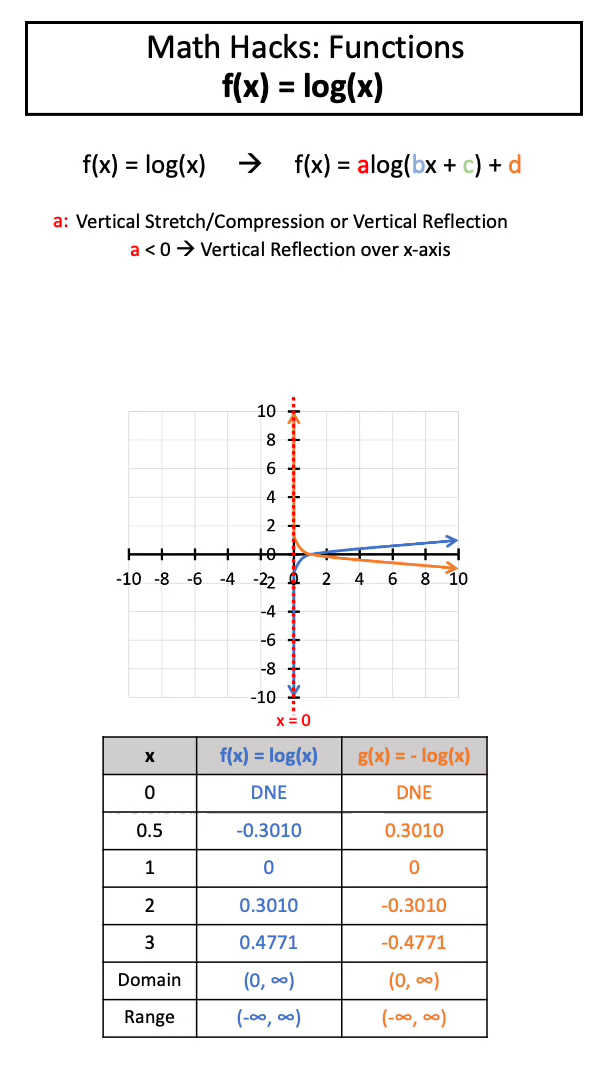 Math Hacks: Functions
f(x) = log(x)
f(x) = log(x) → f(x) = alog(bx + c) + d
a: Vertical Stretch/Compression or Vertical Reflection
a < 0 → Vertical Reflection over x-axis
10
8
6
4
2
0
-10 -8 -6 -4 -2 0 2 4 6 8 10
-2
-4
-6
-8
-10
x = 0
x f(x) = log(x) g(x) = - log(x)
0 DNE DNE
0.5 -0.3010 0.3010
1 0 0
2 0.3010 -0.3010
3 0.4771 -0.4771
Domain (0, ∞) (0, ∞)
Range (-∞, ∞) (-∞, ∞)